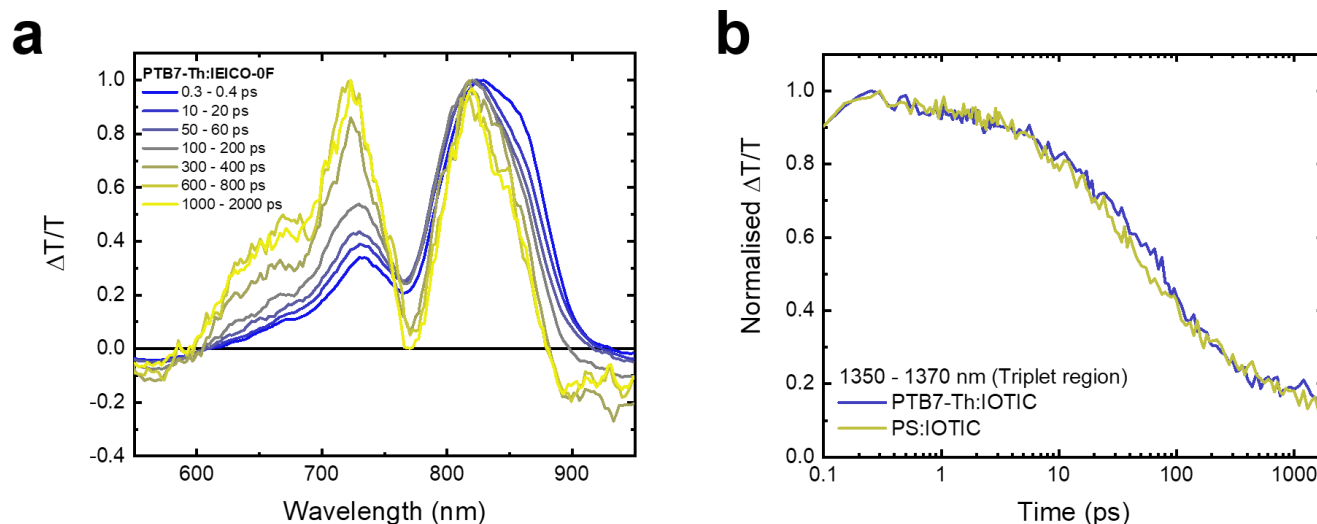 a
PTB7-Th:IEICO-0F
0.3 - 0.4 ps
10 - 20 ps
50 - 60 ps
100 - 200 ps
300 - 400 ps
600 - 800 ps
1000 - 2000 ps
1.0
0.8
0.6
0.4
0.2
0.0
-0.2
-0.4
ΔT/T
600
700
800
900
Wavelength (nm)
b
1.0
0.8
0.6
0.4
0.2
0.0
Normalised ΔT/T
1350 - 1370 nm (Triplet region)
PTB7-Th:IOTIC
PS:IOTIC
0.1
1
10
100
1000
Time (ps)